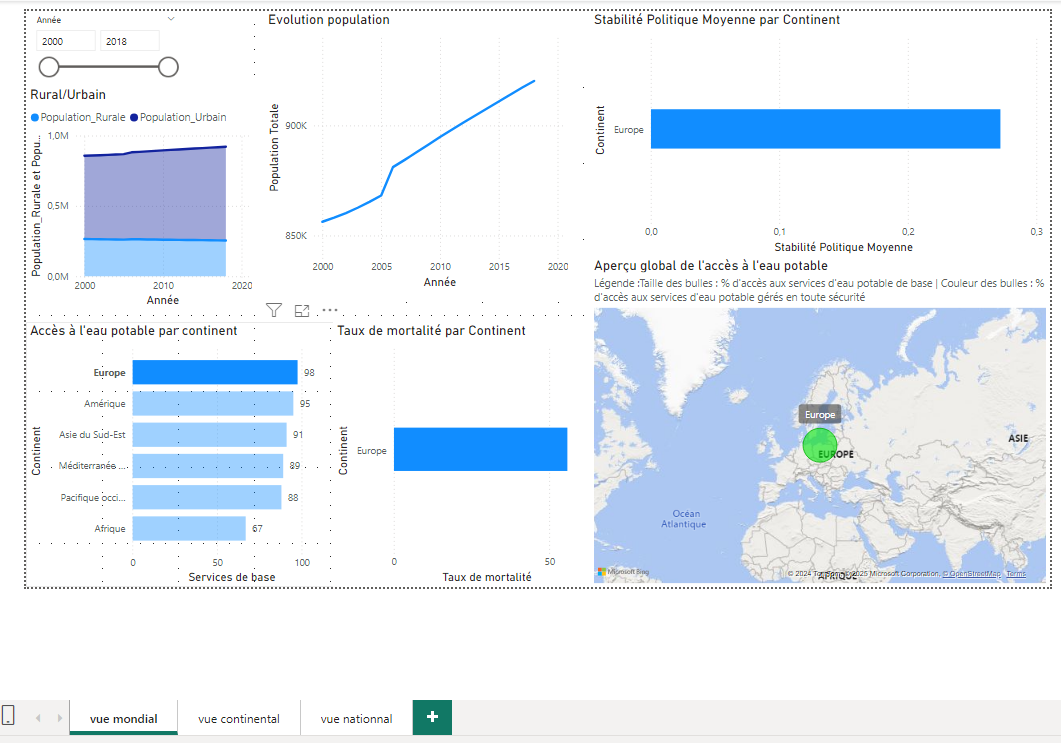 Année
2000
2018
Rural/Urbain
Population_Rurale
Population_Urbain
Population_Rurale et Popu...
1,0M
0,5M
0,0M
2000
2010
2020
Année
Evolution population
Population Totale
900K
850K
2000
2005
2010
2015
2020
Année
Stabilité Politique Moyenne par Continent
Continent
Europe
0,0
0,1
0,2
0,3
Stabilité Politique Moyenne
Accès à l'eau potable par continent
Continent
Europe
98
Amérique
95
Asie du Sud-Est
91
Méditerranée ...
89
Pacifique occi...
88
Afrique
67
0
50
100
Services de base
Taux de mortalité par Continent
Continent
Europe
0
50
Taux de mortalité
Aperçu global de l'accès à l'eau potable
Légende :Taille des bulles : % d'accès aux services d'eau potable de base | Couleur des bulles : %
d'accès aux services d'eau potable gérés en toute sécurité
Europe
EUROPE
ASIE
Océan
Atlantique
AFRIQUE
Microsoft Bing
© 2024 TomTom, © 2025 Microsoft Corporation, © OpenStreetMap Terms
vue mondial
vue continental
vue nationnal